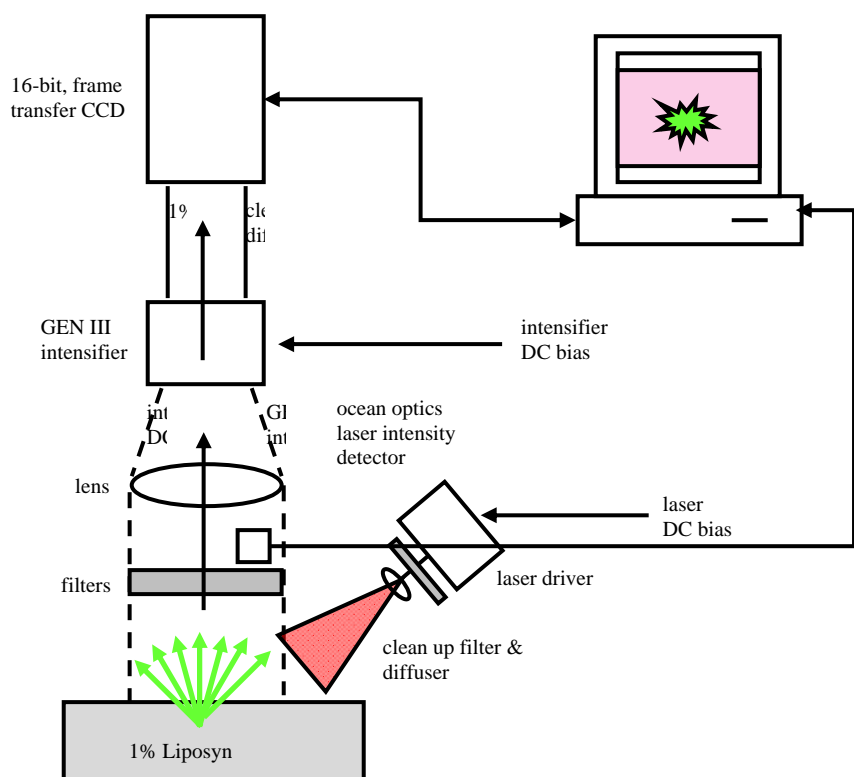 16-bit, frame
transfer CCD
1%
GEN III
intensifier
intensifier
DC bias
ocean optics
laser intensity
detector
lens
laser
DC bias
filters
laser driver
clean up filter &
diffuser
1% Liposyn